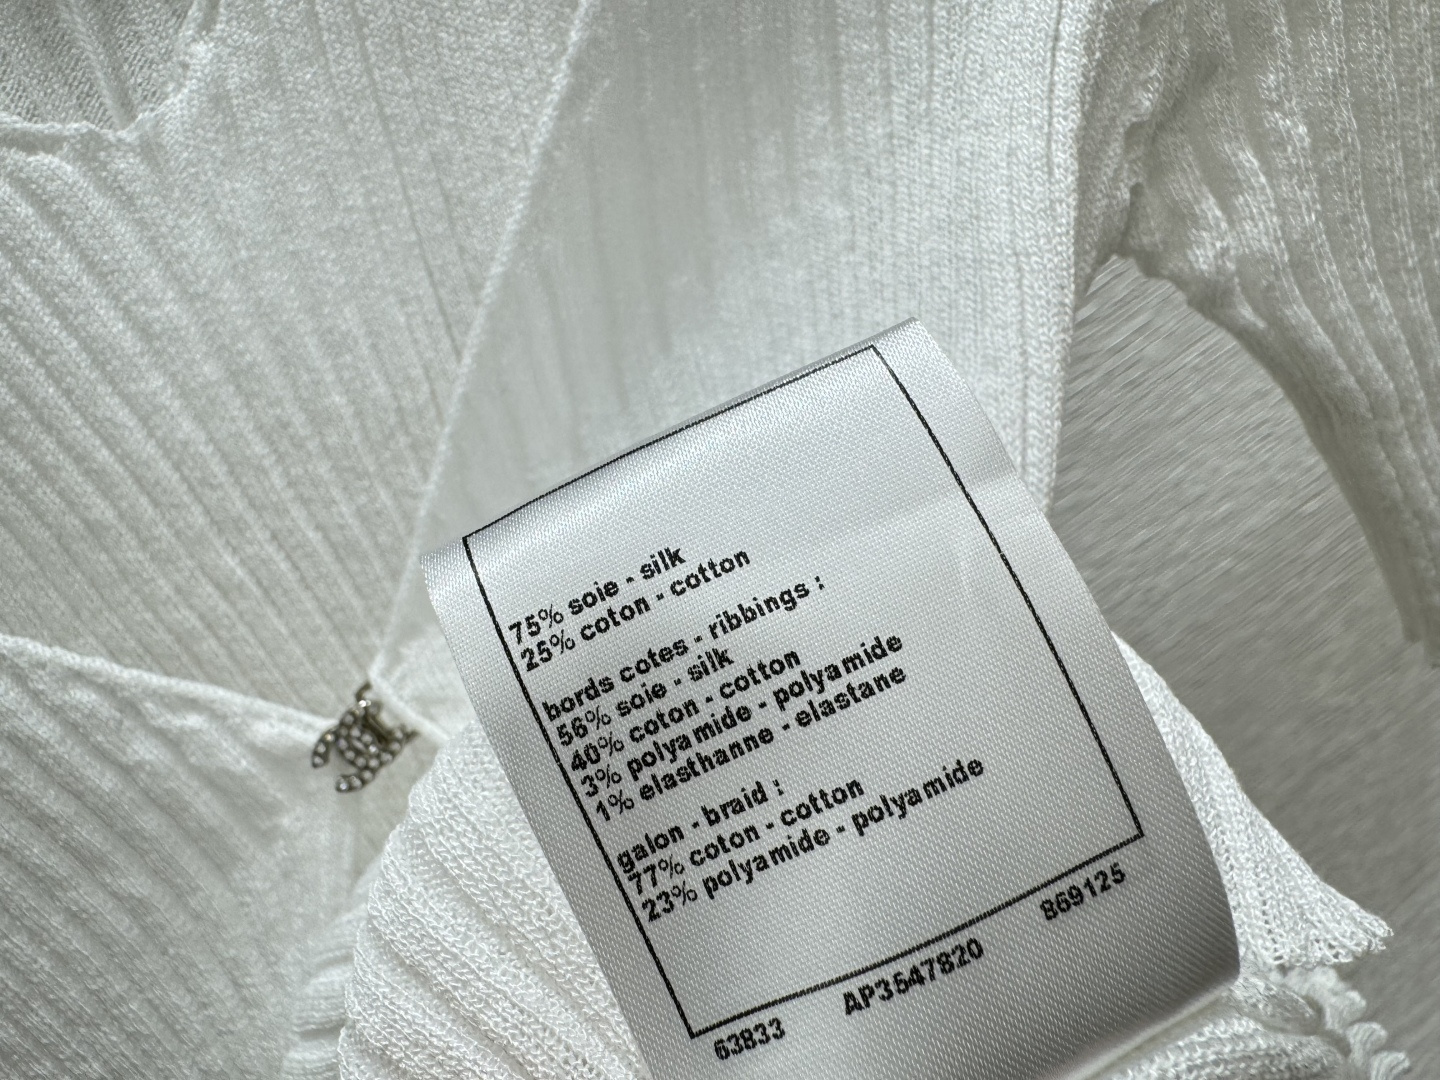 75% soie - silk
25% coton - cotton
bords cotes - ribbings :
56% soie - silk
40% coton - cotton
3% polyamide - polyamide
1% elasthanne - elastane
galon - braid :
77% coton - cotton
23% polyamide - polyamide
63833 AP3547820 869125